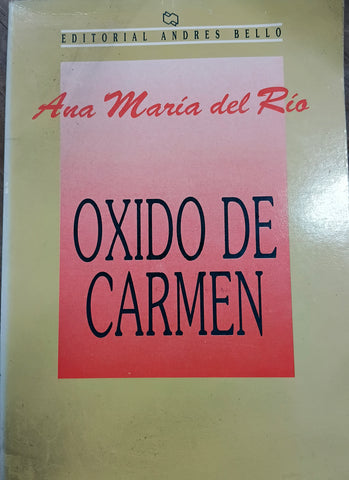 EDITORIAL ANDRES BELLO
Ana María del Río
OXIDO DE
CARMEN